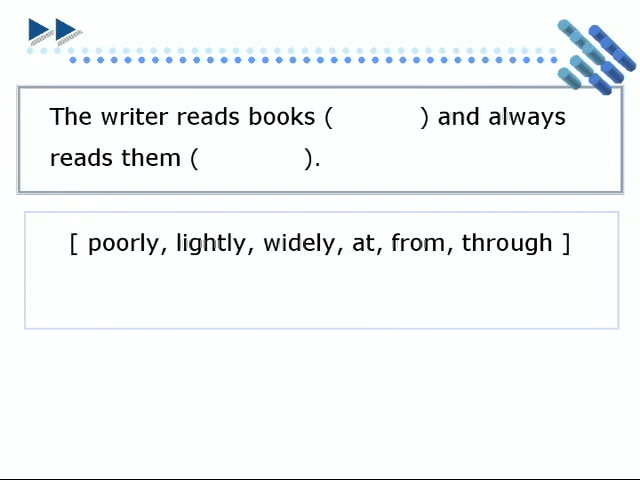 The writer reads books ( ) and always
reads them ( ).
[ poorly, lightly, widely, at, from, through ]